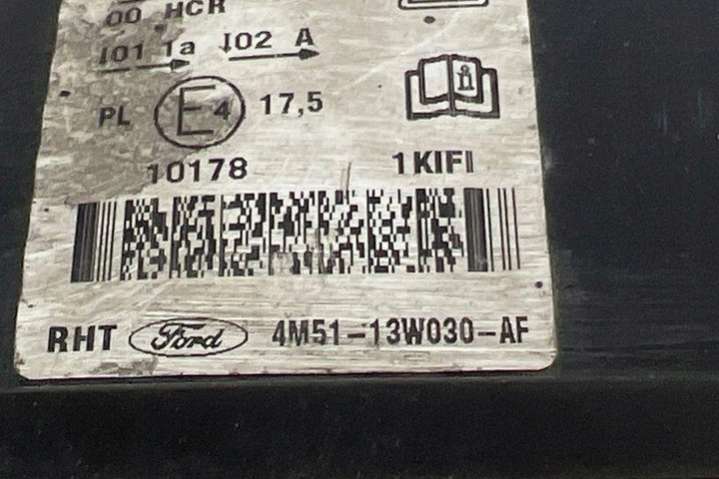 00 HCR
I01 1a I02 A
PL E4 17,5
10178 1KIFI
RHT Ford 4M51-13W030-AF